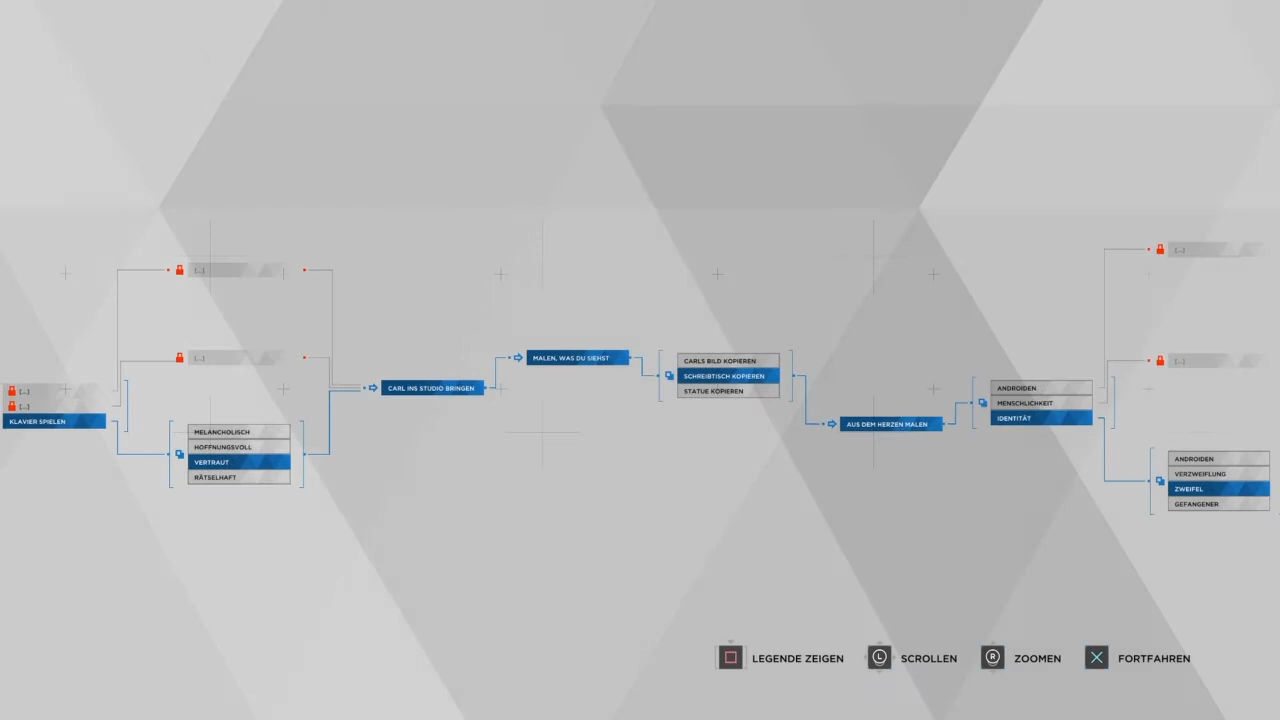 [...]
[...]
[...]
[...]
KLAVIER SPIELEN
MELANCHOLISCH
HOFFNUNGSVOLL
VERTRAUT
RÄTSELHAFT
CARL INS STUDIO BRINGEN
MALEN, WAS DU SIEHST
CARLS BILD KOPIEREN
SCHREIBTISCH KOPIEREN
STATUE KOPIEREN
AUS DEM HERZEN MALEN
ANDROIDEN
MENSCHLICHKEIT
IDENTITÄT
[...]
[...]
ANDROIDEN
VERZWEIFLUNG
ZWEIFEL
GEFANGENER
LEGENDE ZEIGEN
L SCROLLEN
R ZOOMEN
FORTFAHREN